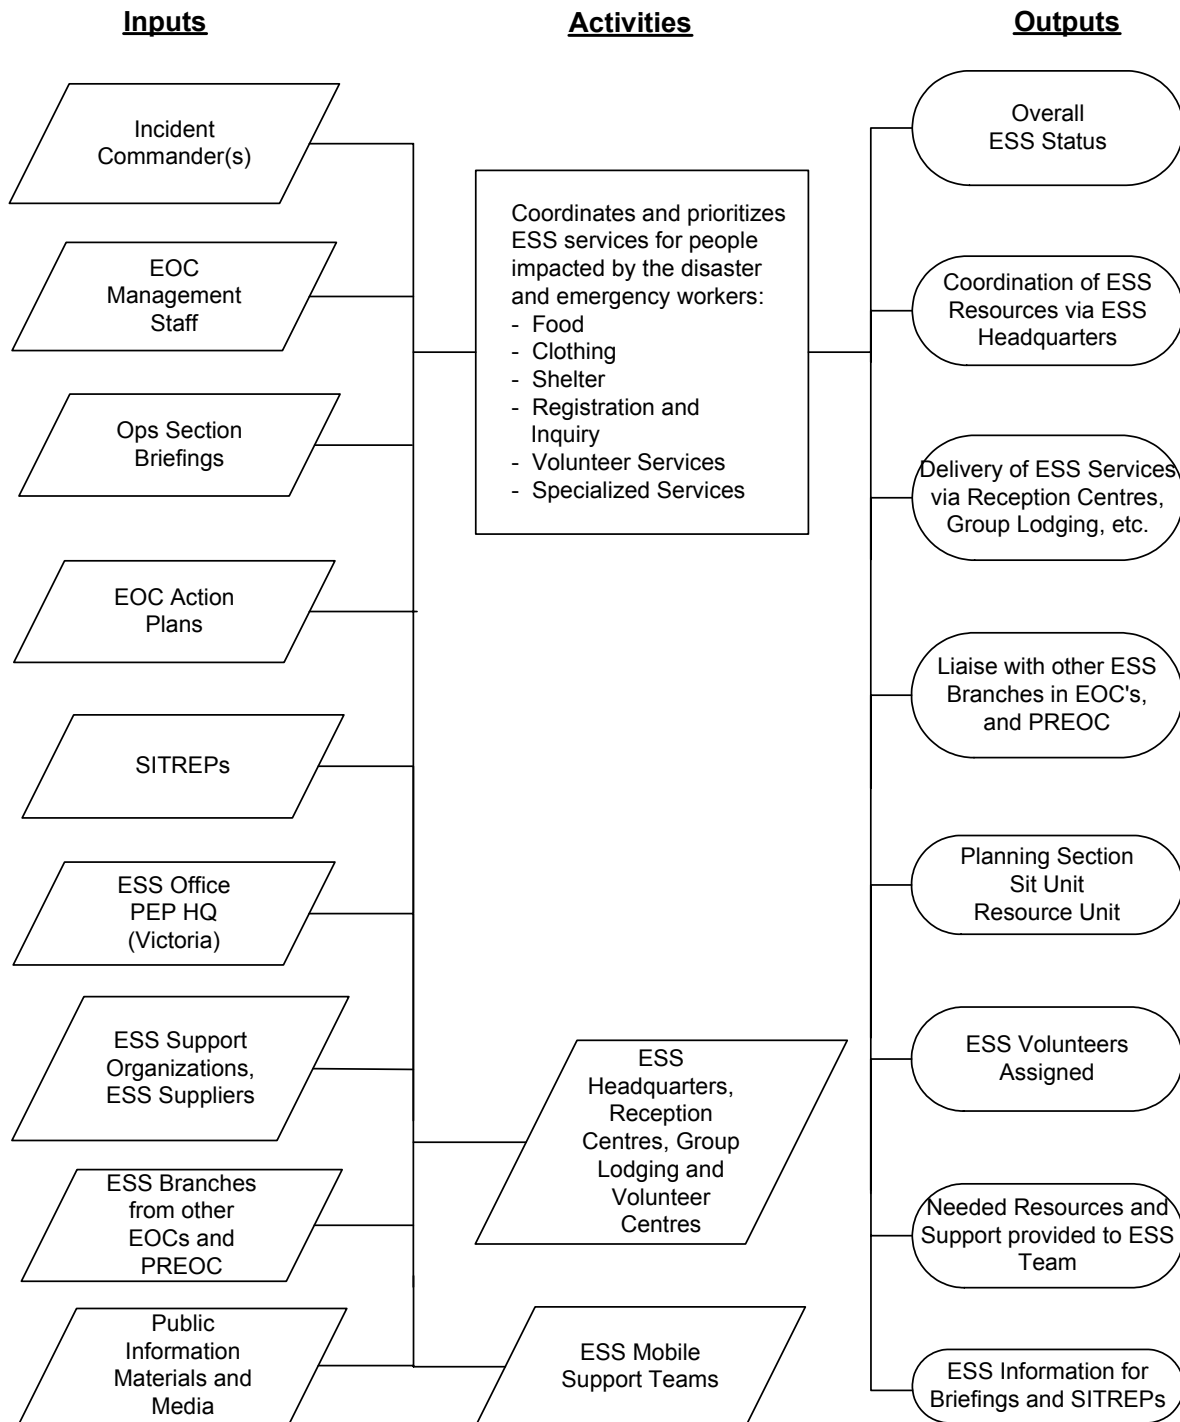 Inputs
Activities
Outputs
Incident
Commander(s)
EOC
Management
Staff
Ops Section
Briefings
EOC Action
Plans
SITREPs
ESS Office
PEP HQ
(Victoria)
ESS Support
Organizations,
ESS Suppliers
ESS Branches
from other
EOCs and
PREOC
Public
Information
Materials and
Media
Coordinates and prioritizes
ESS services for people
impacted by the disaster
and emergency workers:
- Food
- Clothing
- Shelter
- Registration and
Inquiry
- Volunteer Services
- Specialized Services
ESS
Headquarters,
Reception
Centres, Group
Lodging and
Volunteer
Centres
ESS Mobile
Support Teams
Overall
ESS Status
Coordination of ESS
Resources via ESS
Headquarters
Delivery of ESS Services
via Reception Centres,
Group Lodging, etc.
Liaise with other ESS
Branches in EOC's,
and PREOC
Planning Section
Sit Unit
Resource Unit
ESS Volunteers
Assigned
Needed Resources and
Support provided to ESS
Team
ESS Information for
Briefings and SITREPs